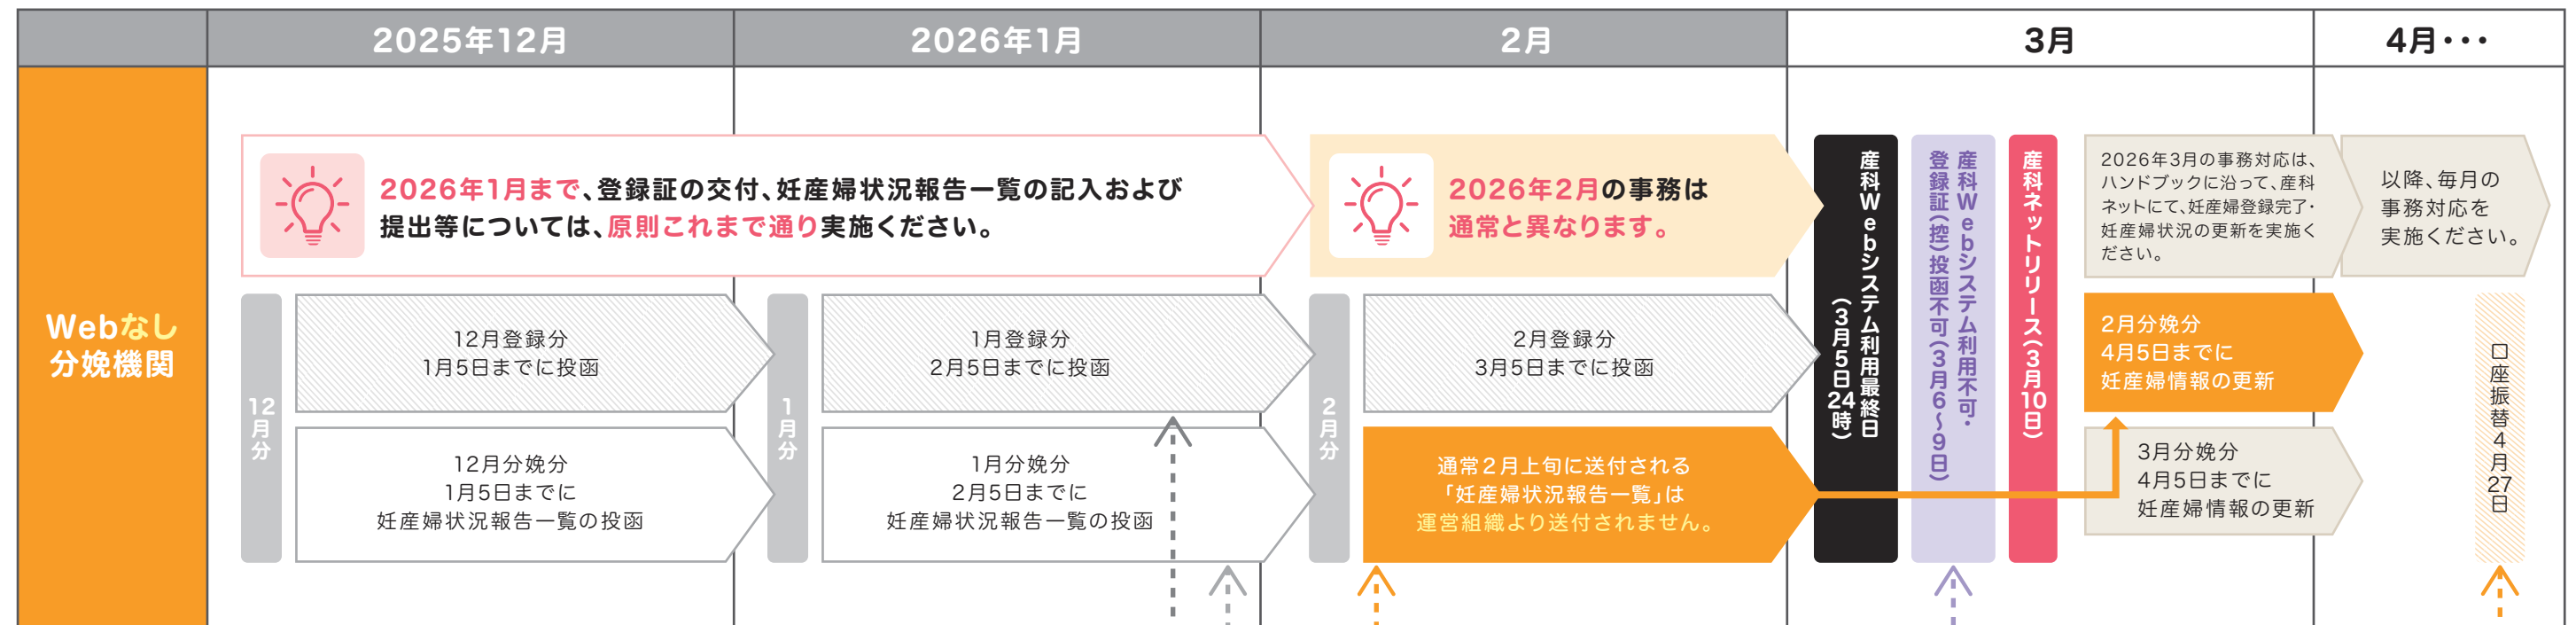 2025年12月
2026年1月
2月
3月
4月･･･
Webなし
分娩機関
2026年1月まで、登録証の交付、妊産婦状況報告一覧の記入および
提出等については、原則これまで通り実施ください。
2026年2月の事務は
通常と異なります。
12月分
12月登録分
1月5日までに投函
12月分娩分
1月5日までに
妊産婦状況報告一覧の投函
1月分
1月登録分
2月5日までに投函
1月分娩分
2月5日までに
妊産婦状況報告一覧の投函
2月分
2月登録分
3月5日までに投函
通常2月上旬に送付される
「妊産婦状況報告一覧」は
運営組織より送付されません。
産科Webシステム利用最終日
（3月5日24時）
産科Webシステム利用不可・
登録証（控）投函不可（3月6～9日）
産科ネットリリース（3月10日）
2026年3月の事務対応は、
ハンドブックに沿って、産科
ネットにて、妊産婦登録完了・
妊産婦状況の更新を実施く
ださい。
2月分娩分
4月5日までに
妊産婦情報の更新
3月分娩分
4月5日までに
妊産婦情報の更新
以降、毎月の
事務対応を
実施ください。
口座振替4月27日